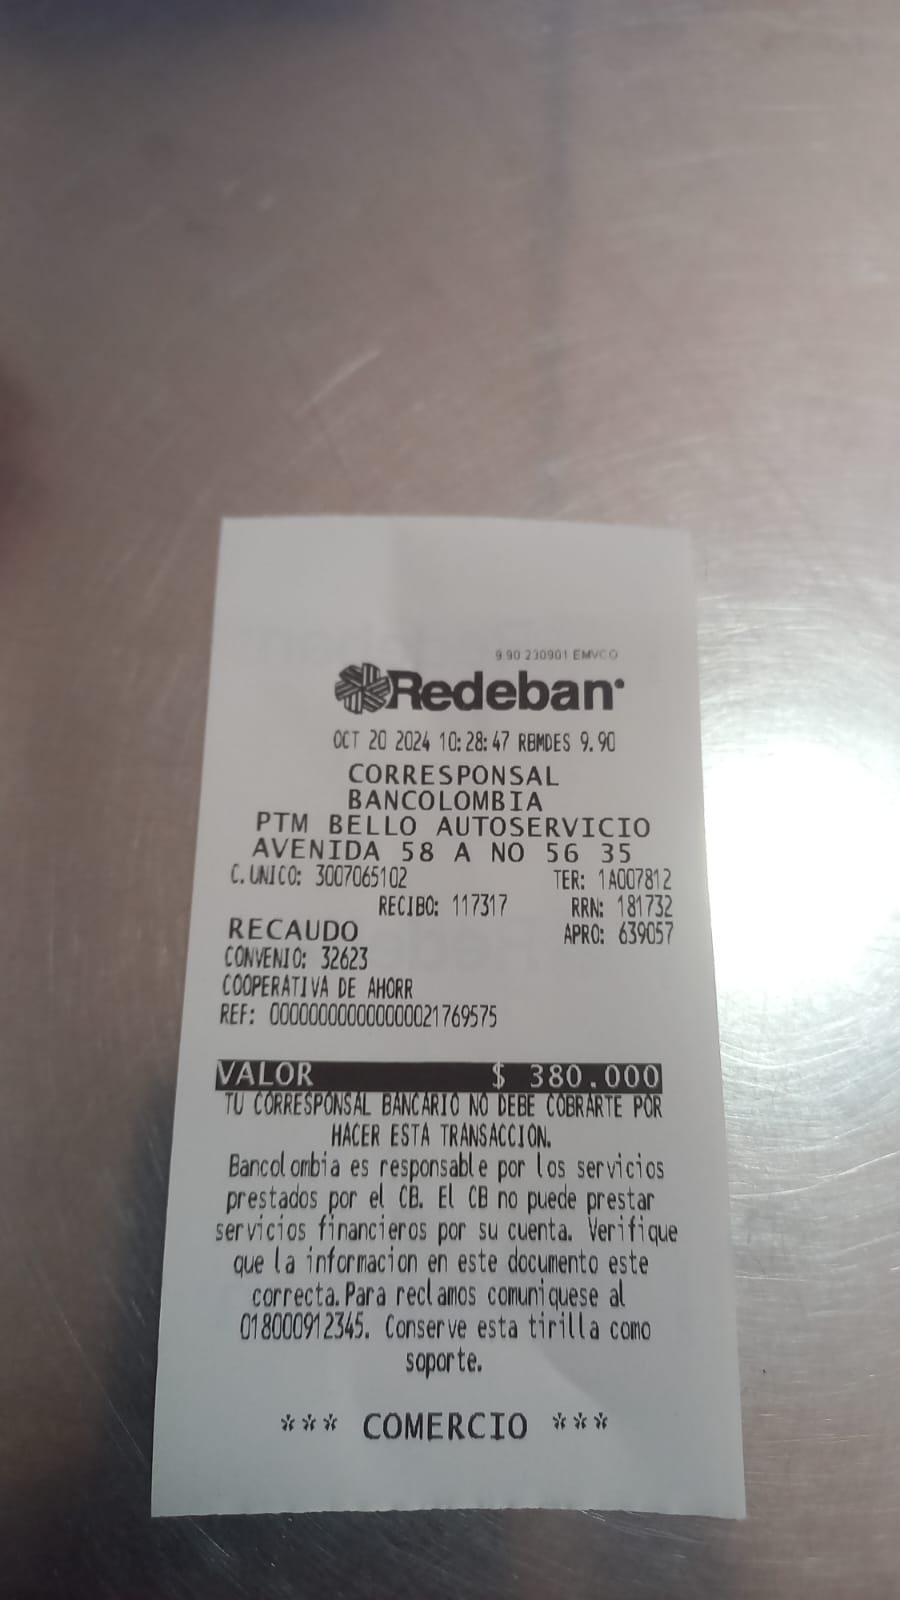 9.90 230901 EMVCO
Redeban
OCT 20 2024 10:28:47 RBMDES 9.90
CORRESPONSAL
BANCOLOMBIA
PTM BELLO AUTOSERVICIO
AVENIDA 58 A NO 56 35
C.UNICO: 3007065102 TER: 1A007812
RECIBO: 117317 RRN: 181732
RECAUDO APRO: 639057
CONVENIO: 32623
COOPERATIVA DE AHORR
REF: 0000000000000000021769575
VALOR $ 380.000
TU CORRESPONSAL BANCARIO NO DEBE COBRARTE POR
HACER ESTA TRANSACCION.
Bancolombia es responsable por los servicios
prestados por el CB. El CB no puede prestar
servicios financieros por su cuenta. Verifique
que la informacion en este documento este
correcta.Para reclamos comuniquese al
018000912345. Conserve esta tirilla como
soporte.
*** COMERCIO ***